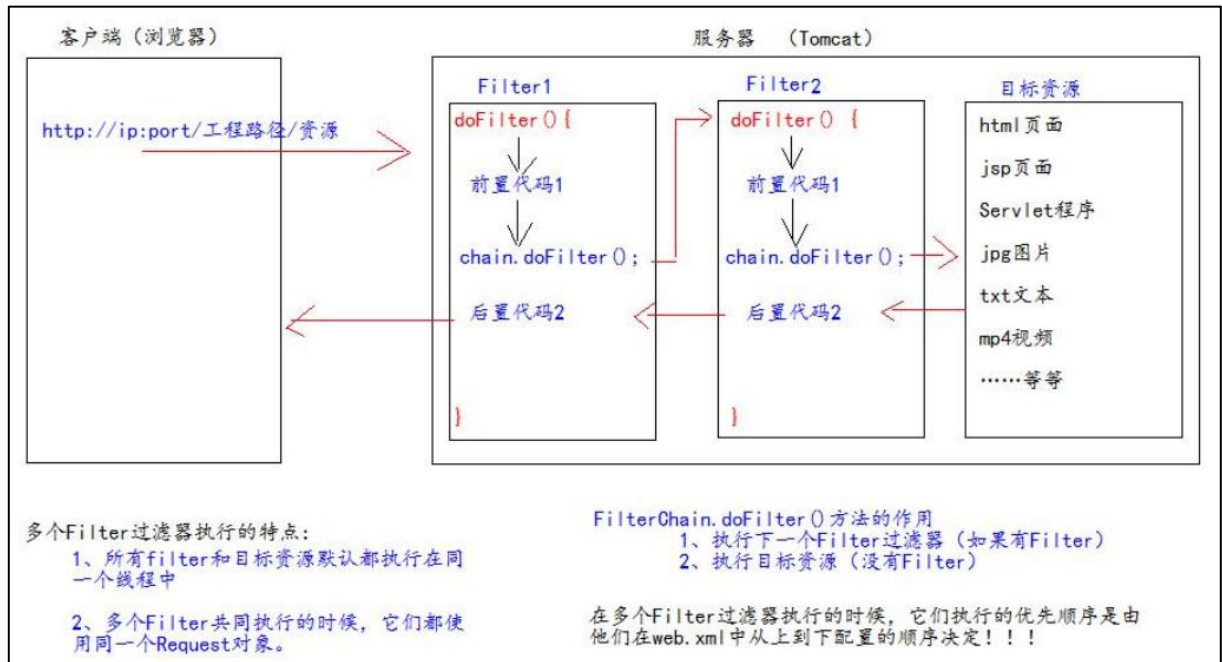 客户端（浏览器）
服务器 （Tomcat）
http://ip:port/工程路径/资源
Filter1
doFilter(){
前置代码1
chain.doFilter();
后置代码2
}
Filter2
doFilter() {
前置代码1
chain.doFilter();
后置代码2
}
目标资源
html页面
jsp页面
Servlet程序
jpg图片
txt文本
mp4视频
……等等
多个Filter过滤器执行的特点:
1、所有filter和目标资源默认都执行在同
一个线程中
2、多个Filter共同执行的时候，它们都使
用同一个Request对象。
FilterChain.doFilter()方法的作用
1、执行下一个Filter过滤器（如果有Filter）
2、执行目标资源（没有Filter）
在多个Filter过滤器执行的时候，它们执行的优先顺序是由
他们在web.xml中从上到下配置的顺序决定！！！